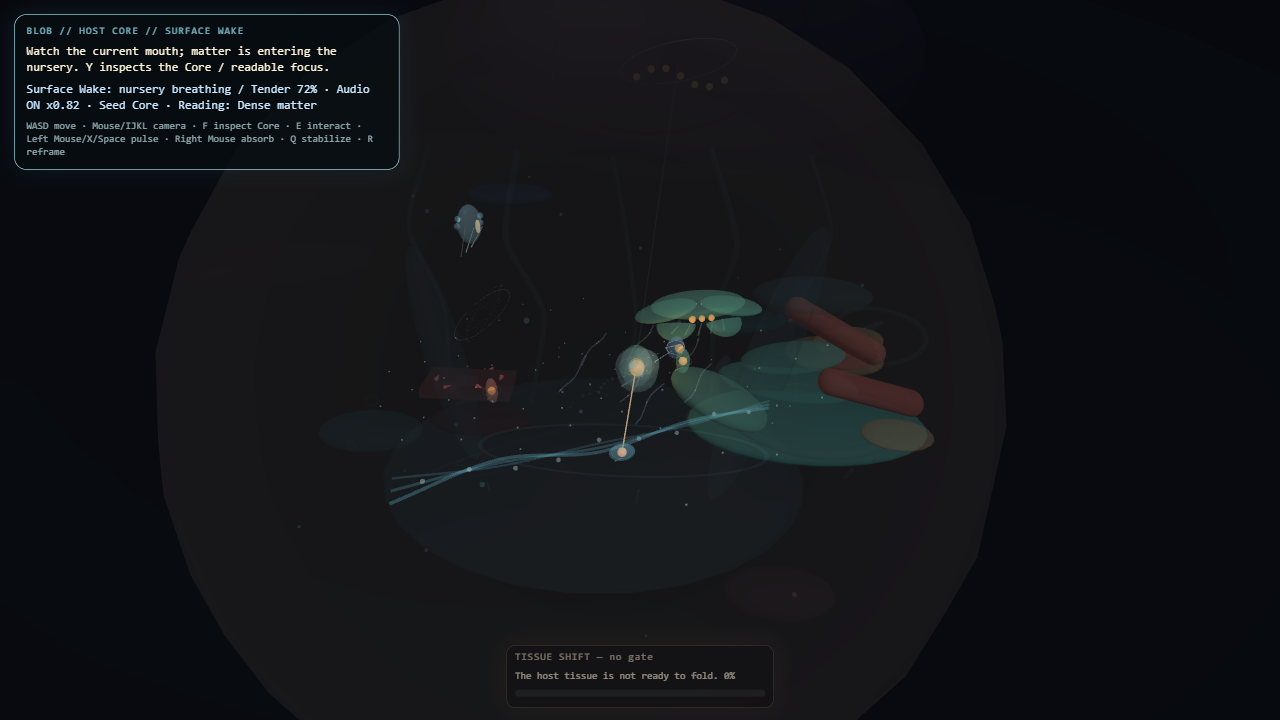 BLOB // HOST CORE // SURFACE WAKE
Watch the current mouth; matter is entering the
nursery. Y inspects the Core / readable focus.
Surface Wake: nursery breathing / Tender 72% · Audio
ON x0.82 · Seed Core · Reading: Dense matter
WASD move · Mouse/IJKL camera · F inspect Core · E interact ·
Left Mouse/X/Space pulse · Right Mouse absorb · Q stabilize · R
reframe
TISSUE SHIFT — no gate
The host tissue is not ready to fold. 0%